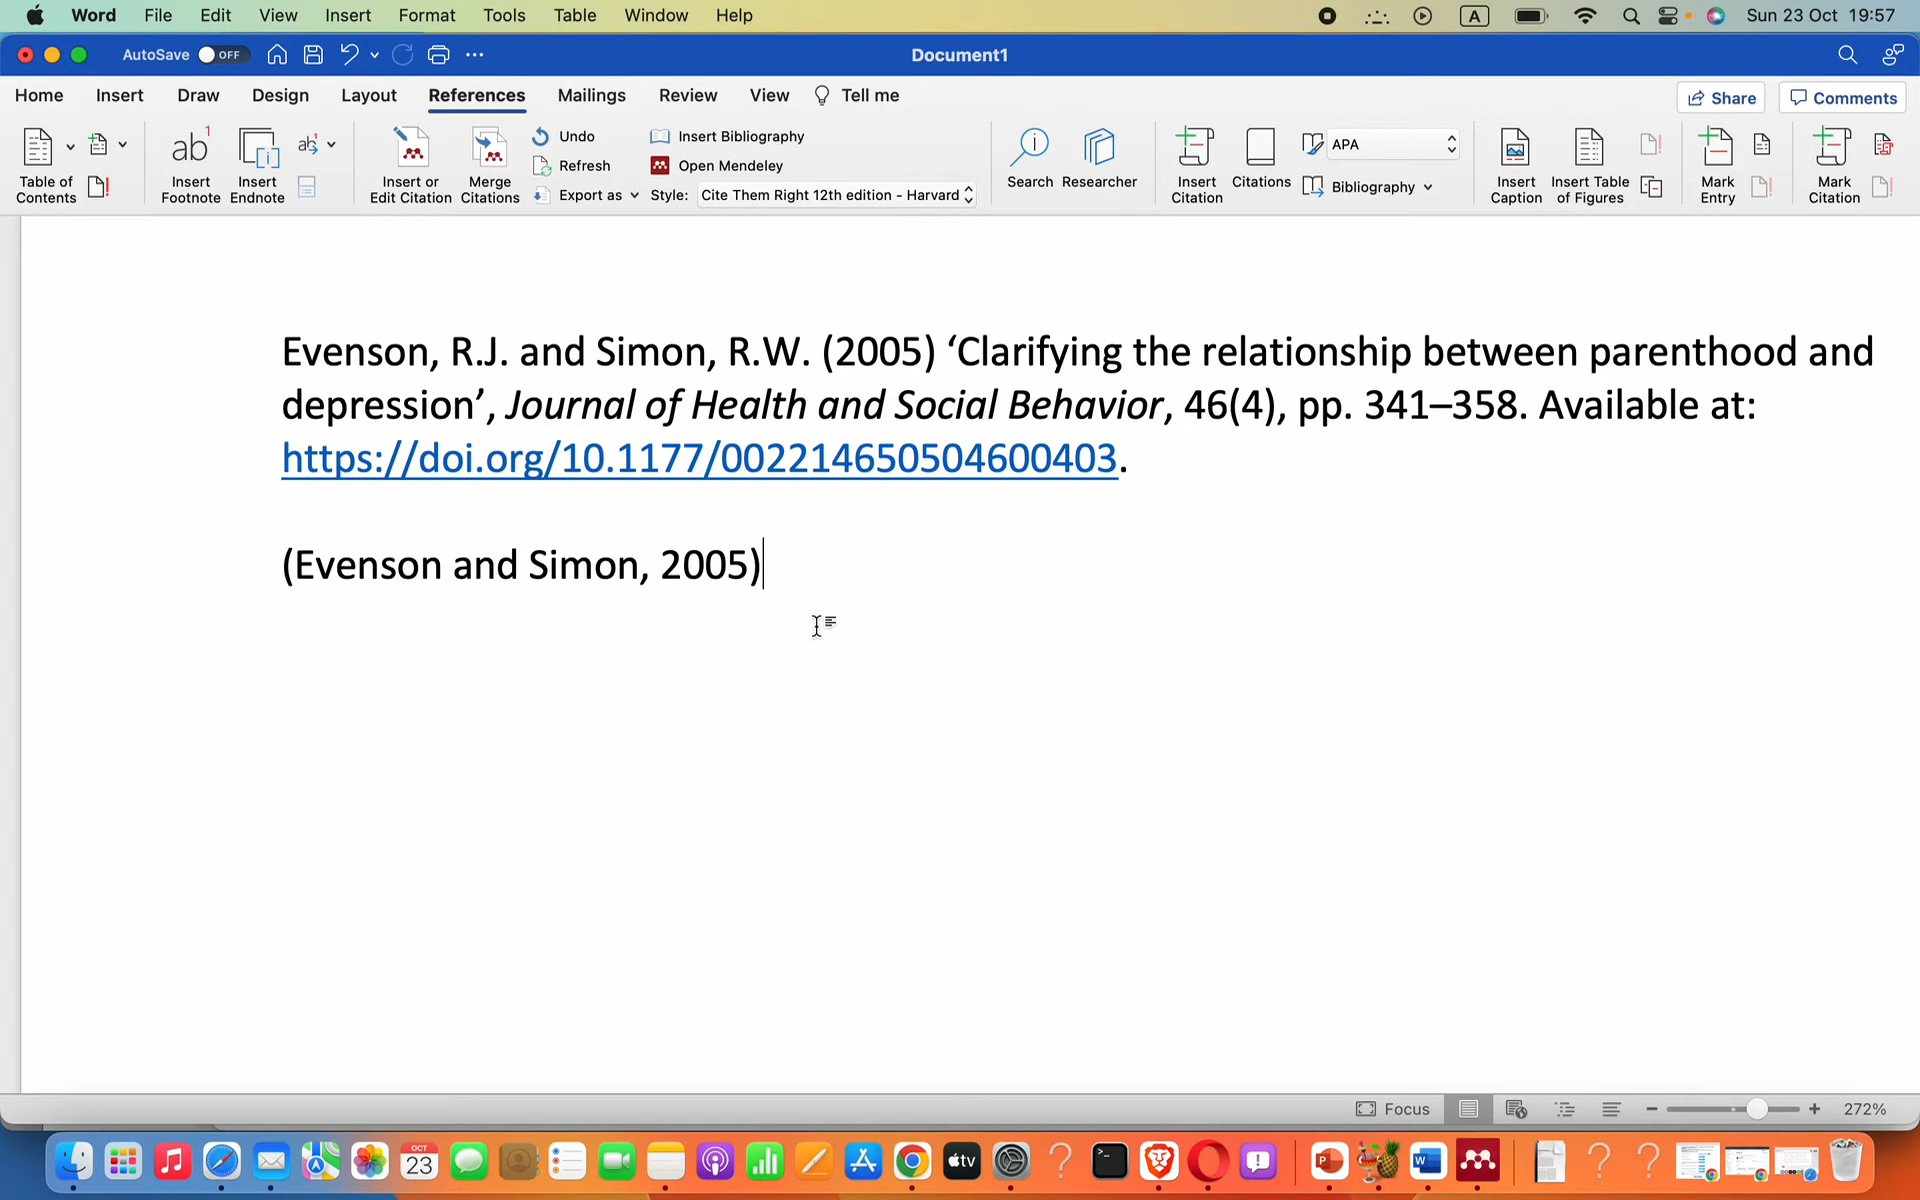 Word File Edit View Insert Format Tools Table Window Help A Sun 23 Oct 19:57
AutoSave OFF Document1
Home Insert Draw Design Layout References Mailings Review View Tell me Share Comments
Table of Contents
Insert Footnote
Insert Endnote
Insert or Edit Citation
Merge Citations
Undo
Refresh
Export as
Insert Bibliography
Open Mendeley
Style: Cite Them Right 12th edition - Harvard
Search
Researcher
Insert Citation
Citations
APA
Bibliography
Insert Caption
Insert Table of Figures
Mark Entry
Mark Citation
Evenson, R.J. and Simon, R.W. (2005) ‘Clarifying the relationship between parenthood and
depression’, Journal of Health and Social Behavior, 46(4), pp. 341–358. Available at:
https://doi.org/10.1177/002214650504600403.
(Evenson and Simon, 2005)
Focus 272%
OCT
23
tv